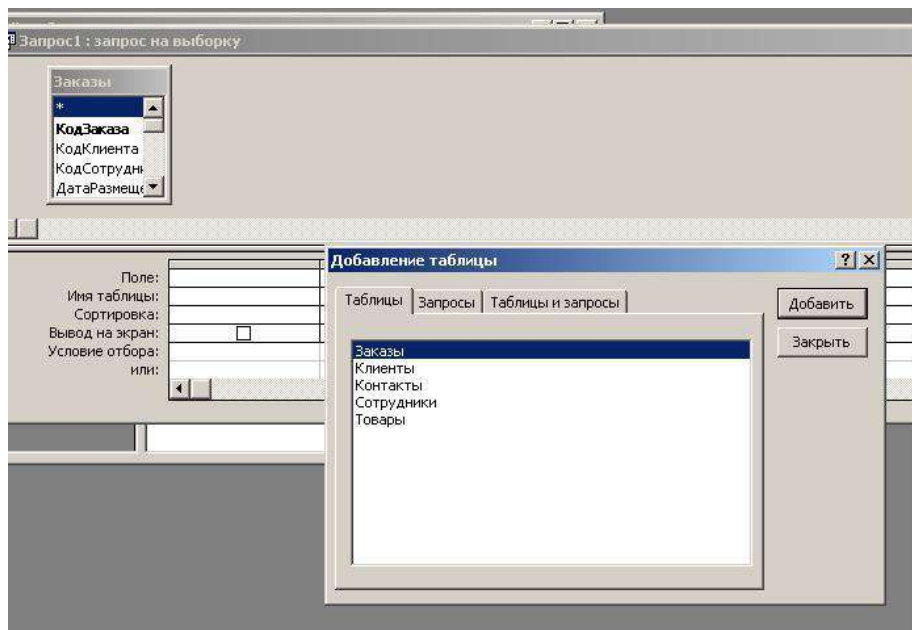 Запрос1 : запрос на выборку
Заказы
*
КодЗаказа
КодКлиента
КодСотрудн
ДатаРазмеще
Поле:
Имя таблицы:
Сортировка:
Вывод на экран:
Условие отбора:
или:
Добавление таблицы
Таблицы Запросы Таблицы и запросы
Добавить
Закрыть
Заказы
Клиенты
Контакты
Сотрудники
Товары